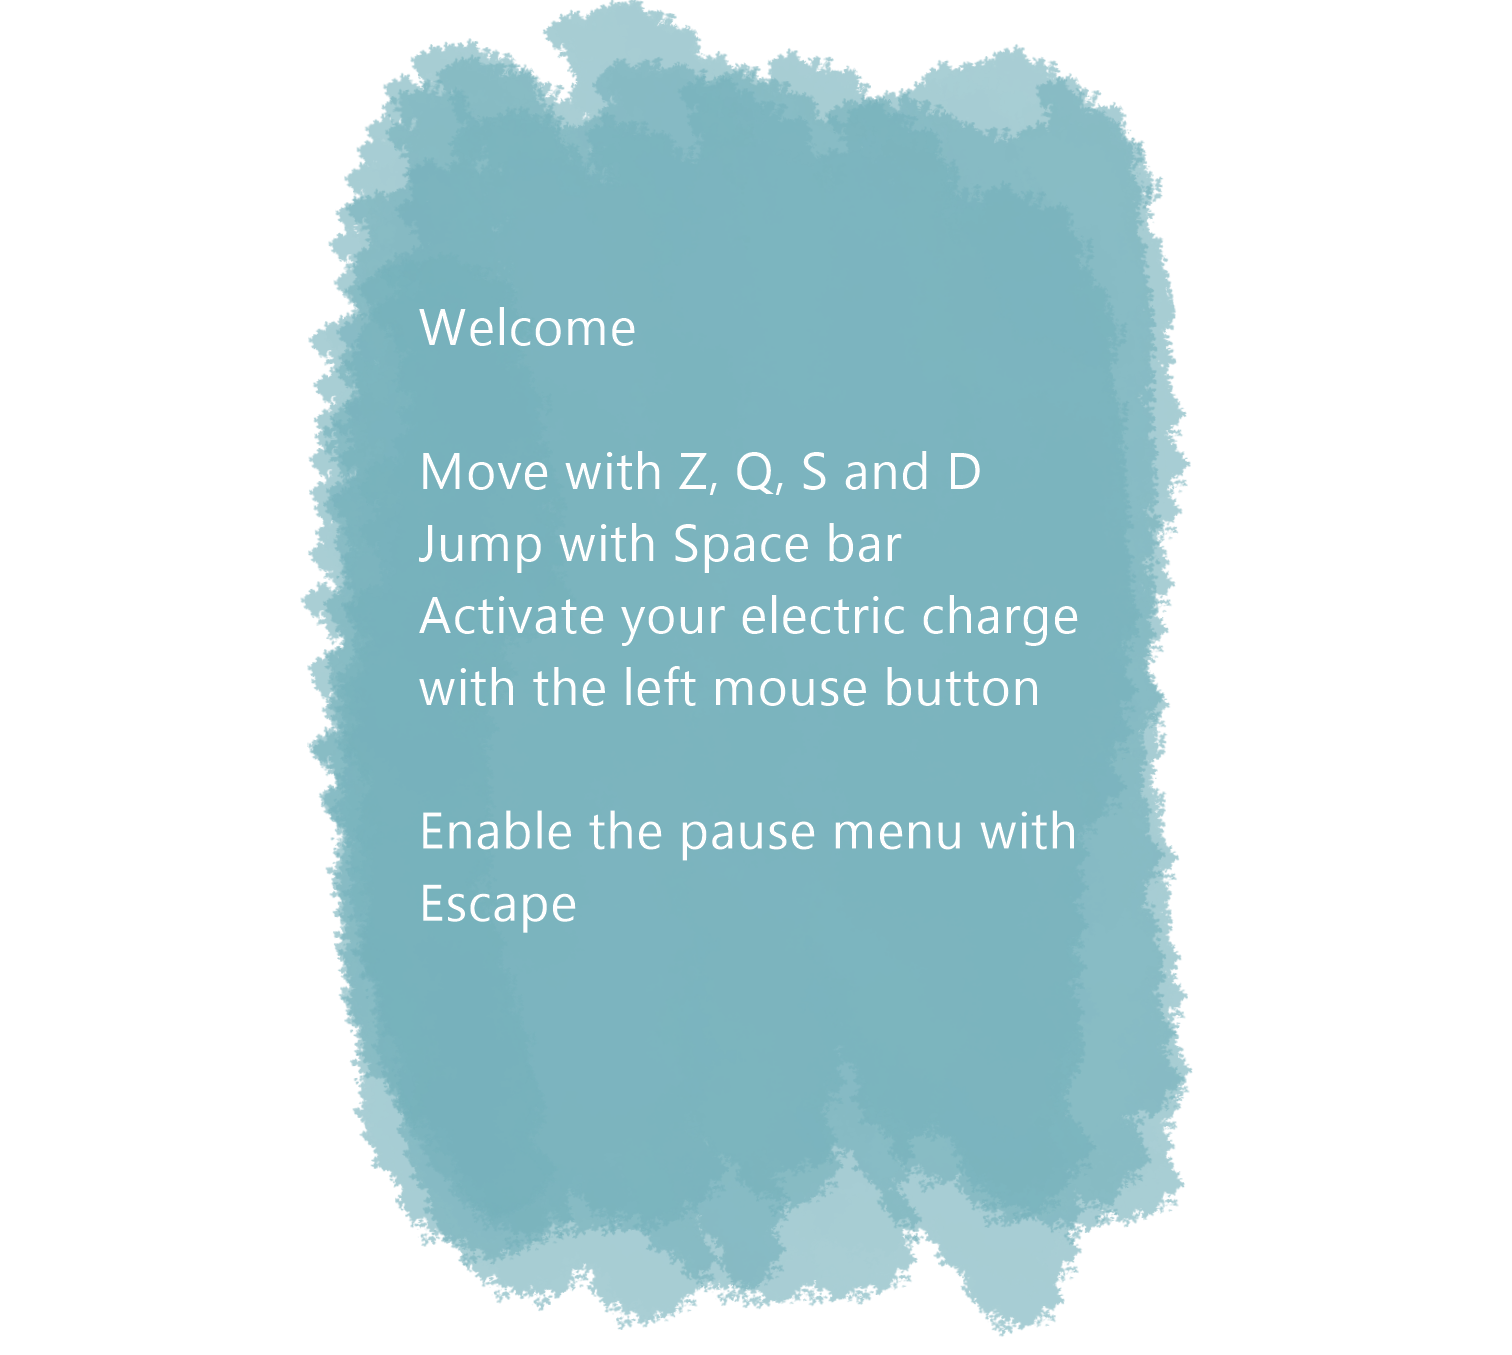 Welcome
Move with Z, Q, S and D
Jump with Space bar
Activate your electric charge
with the left mouse button
Enable the pause menu with
Escape